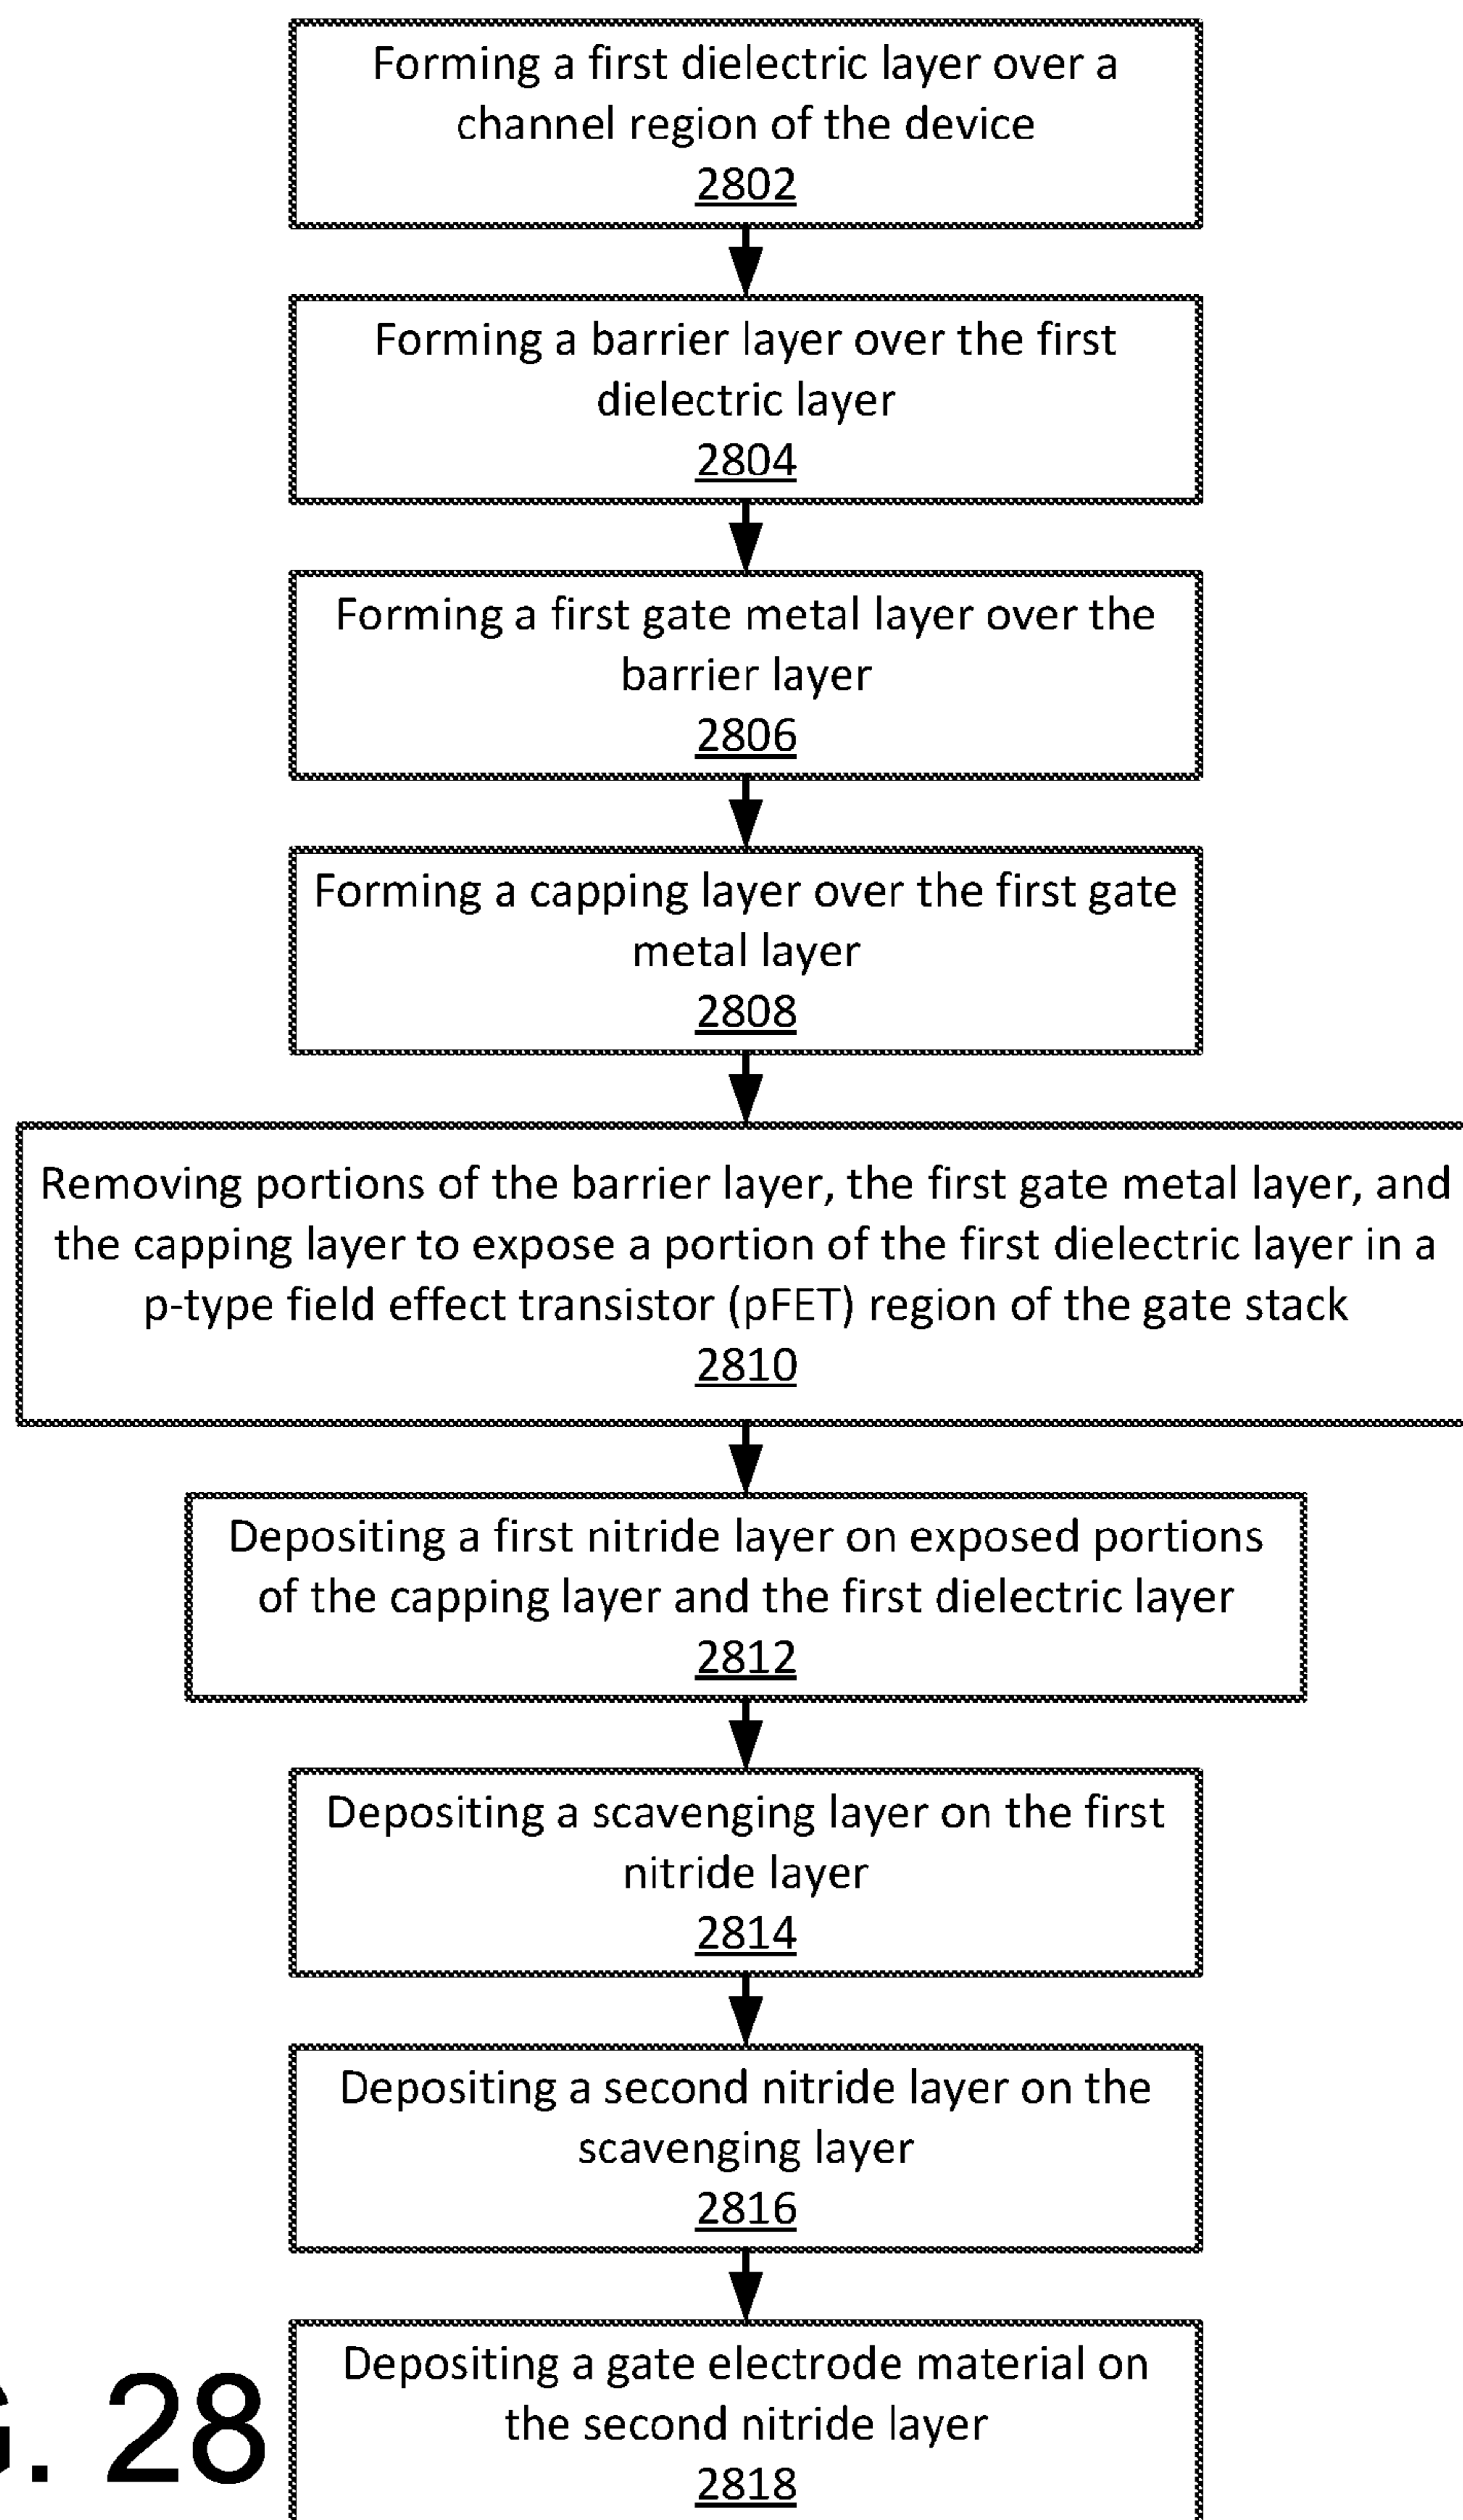 Forming a first dielectric layer over a
channel region of the device
2802
Forming a barrier layer over the first
dielectric layer
2804
Forming a first gate metal layer over the
barrier layer
2806
Forming a capping layer over the first gate
metal layer
2808
Removing portions of the barrier layer, the first gate metal layer, and
the capping layer to expose a portion of the first dielectric layer in a
p-type field effect transistor (pFET) region of the gate stack
2810
Depositing a first nitride layer on exposed portions
of the capping layer and the first dielectric layer
2812
Depositing a scavenging layer on the first
nitride layer
2814
Depositing a second nitride layer on the
scavenging layer
2816
Depositing a gate electrode material on
the second nitride layer
2818
G. 28